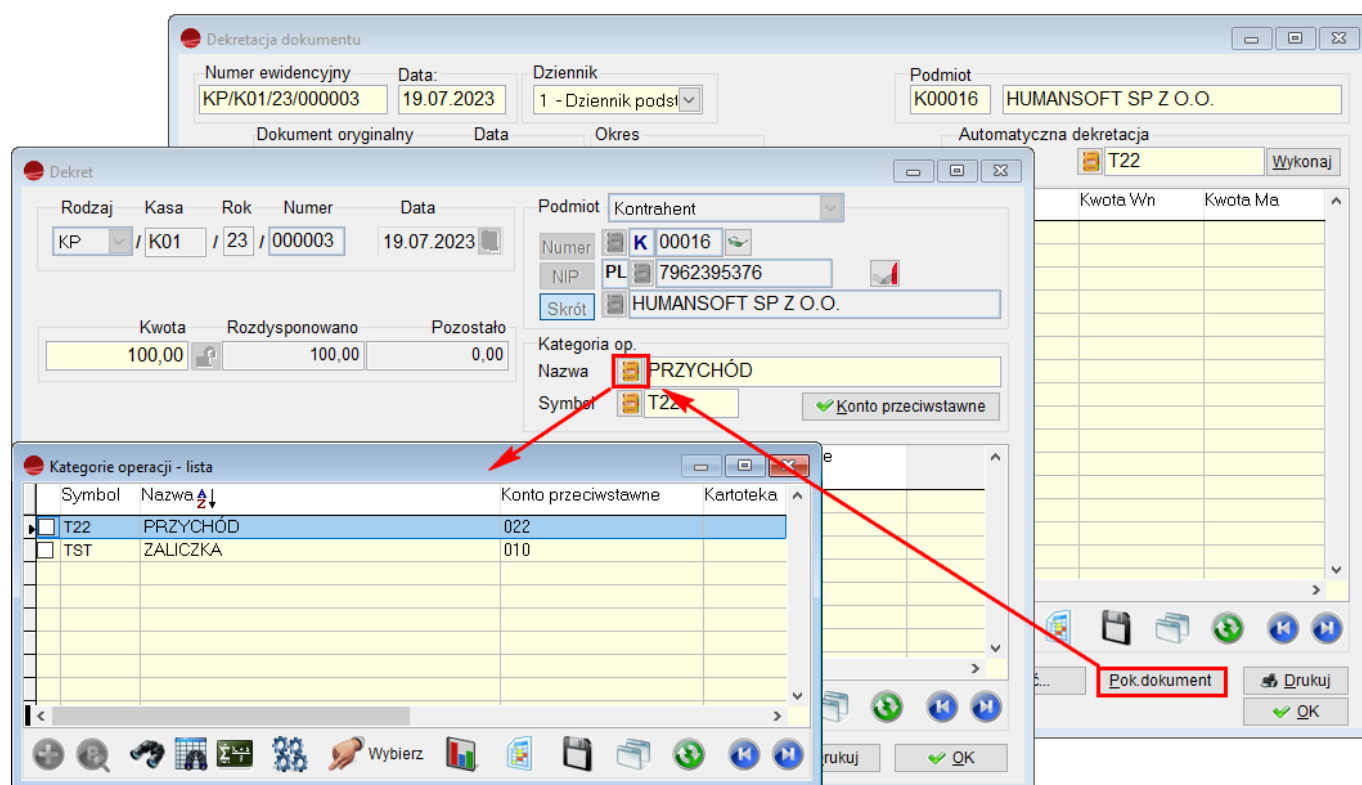 Dekretacja dokumentu
Numer ewidencyjny Data: Dziennik Podmiot
KP/K01/23/000003 19.07.2023 1 - Dziennik podst K00016 HUMANSOFT SP Z O.O.
Dokument oryginalny Data Okres Automatyczna dekretacja
T22 Wykonaj
Kwota Wn Kwota Ma
Pok.dokument Drukuj
OK
Dekret
Rodzaj Kasa Rok Numer Data Podmiot Kontrahent
KP / K01 / 23 / 000003 19.07.2023
Numer K 00016
NIP PL 7962395376
Skrót HUMANSOFT SP Z O.O.
Kwota Rozdysponowano Pozostało
100,00 100,00 0,00
Kategoria op.
Nazwa PRZYCHÓD
Symbol T22 Konto przeciwstawne
rukuj OK
Kategorie operacji - lista
Symbol Nazwa Konto przeciwstawne Kartoteka
T22 PRZYCHÓD 022
TST ZALICZKA 010
Wybierz